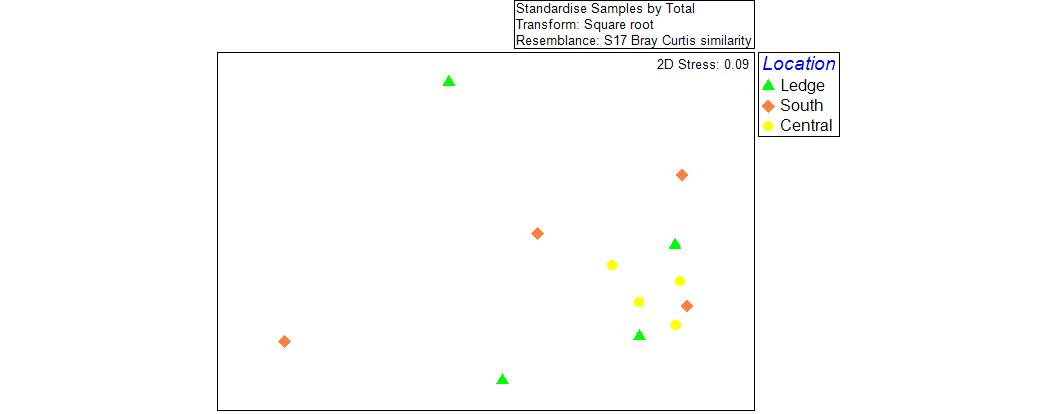 Standardise Samples by Total
Transform: Square root
Resemblance: S17 Bray Curtis similarity
2D Stress: 0.09
Location
Ledge
South
Central